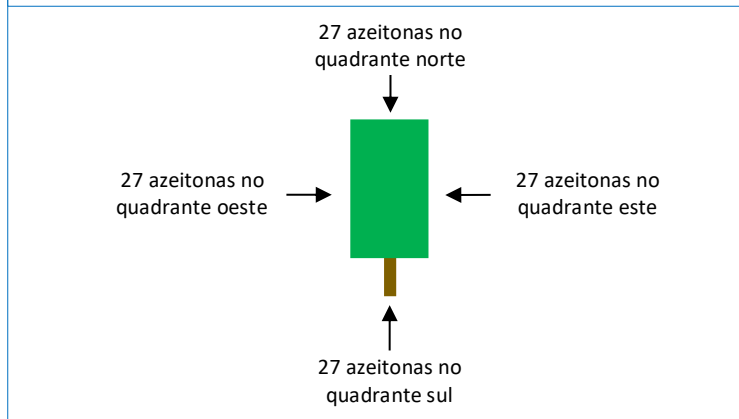 27 azeitonas no
quadrante norte
27 azeitonas no
quadrante oeste
27 azeitonas no
quadrante este
27 azeitonas no
quadrante sul